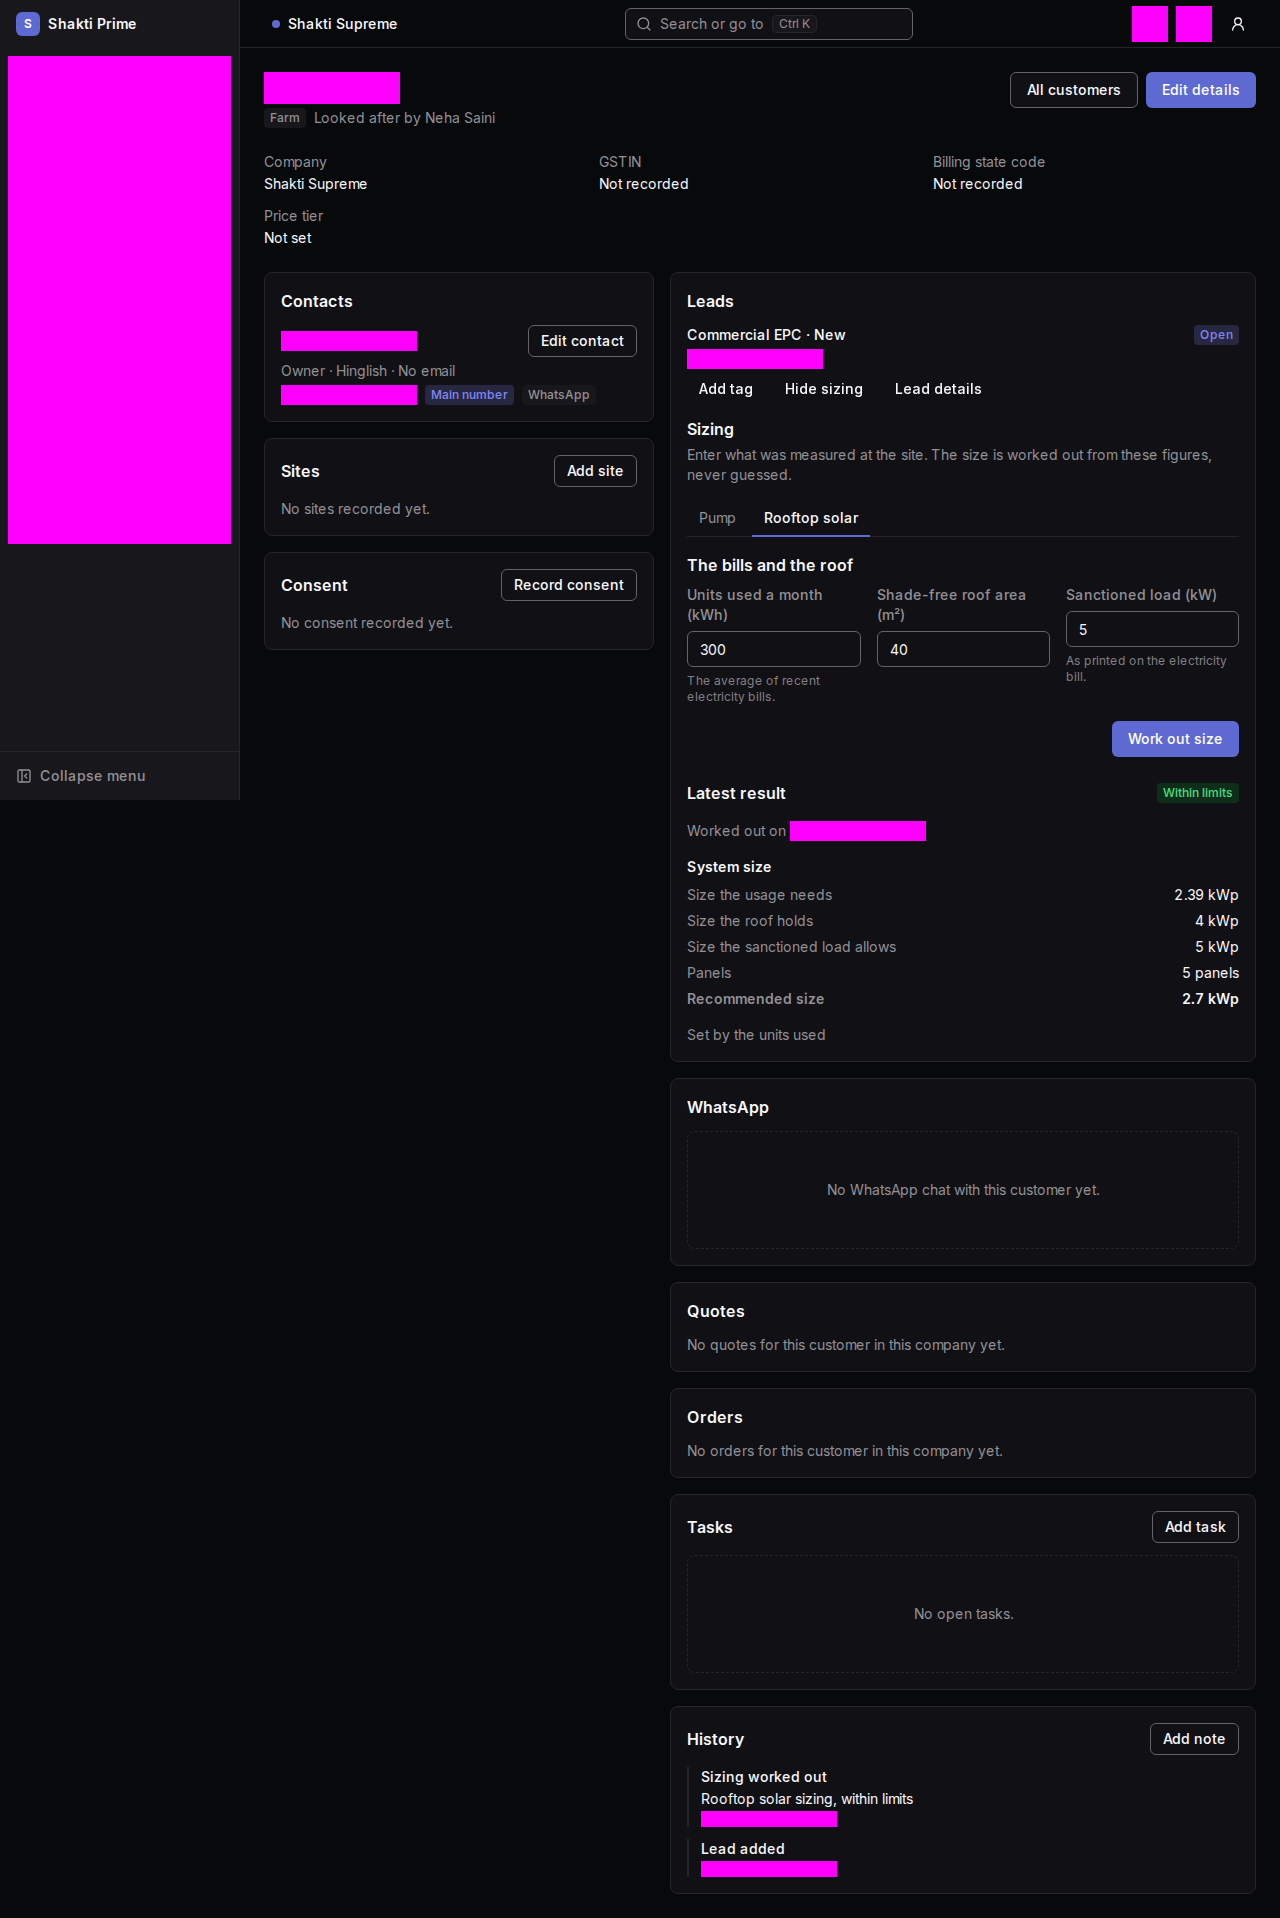 S Shakti Prime
Shakti Supreme
Search or go to Ctrl K
All customers
Edit details
Farm Looked after by Neha Saini
Company
Shakti Supreme
GSTIN
Not recorded
Billing state code
Not recorded
Price tier
Not set
Contacts
Edit contact
Owner · Hinglish · No email
Main number WhatsApp
Sites
Add site
No sites recorded yet.
Consent
Record consent
No consent recorded yet.
Collapse menu
Leads
Commercial EPC · New
Open
Add tag Hide sizing Lead details
Sizing
Enter what was measured at the site. The size is worked out from these figures,
never guessed.
Pump Rooftop solar
The bills and the roof
Units used a month
(kWh)
300
The average of recent
electricity bills.
Shade-free roof area
(m²)
40
Sanctioned load (kW)
5
As printed on the electricity
bill.
Work out size
Latest result
Within limits
Worked out on
System size
Size the usage needs 2.39 kWp
Size the roof holds 4 kWp
Size the sanctioned load allows 5 kWp
Panels 5 panels
Recommended size 2.7 kWp
Set by the units used
WhatsApp
No WhatsApp chat with this customer yet.
Quotes
No quotes for this customer in this company yet.
Orders
No orders for this customer in this company yet.
Tasks
Add task
No open tasks.
History
Add note
Sizing worked out
Rooftop solar sizing, within limits
Lead added